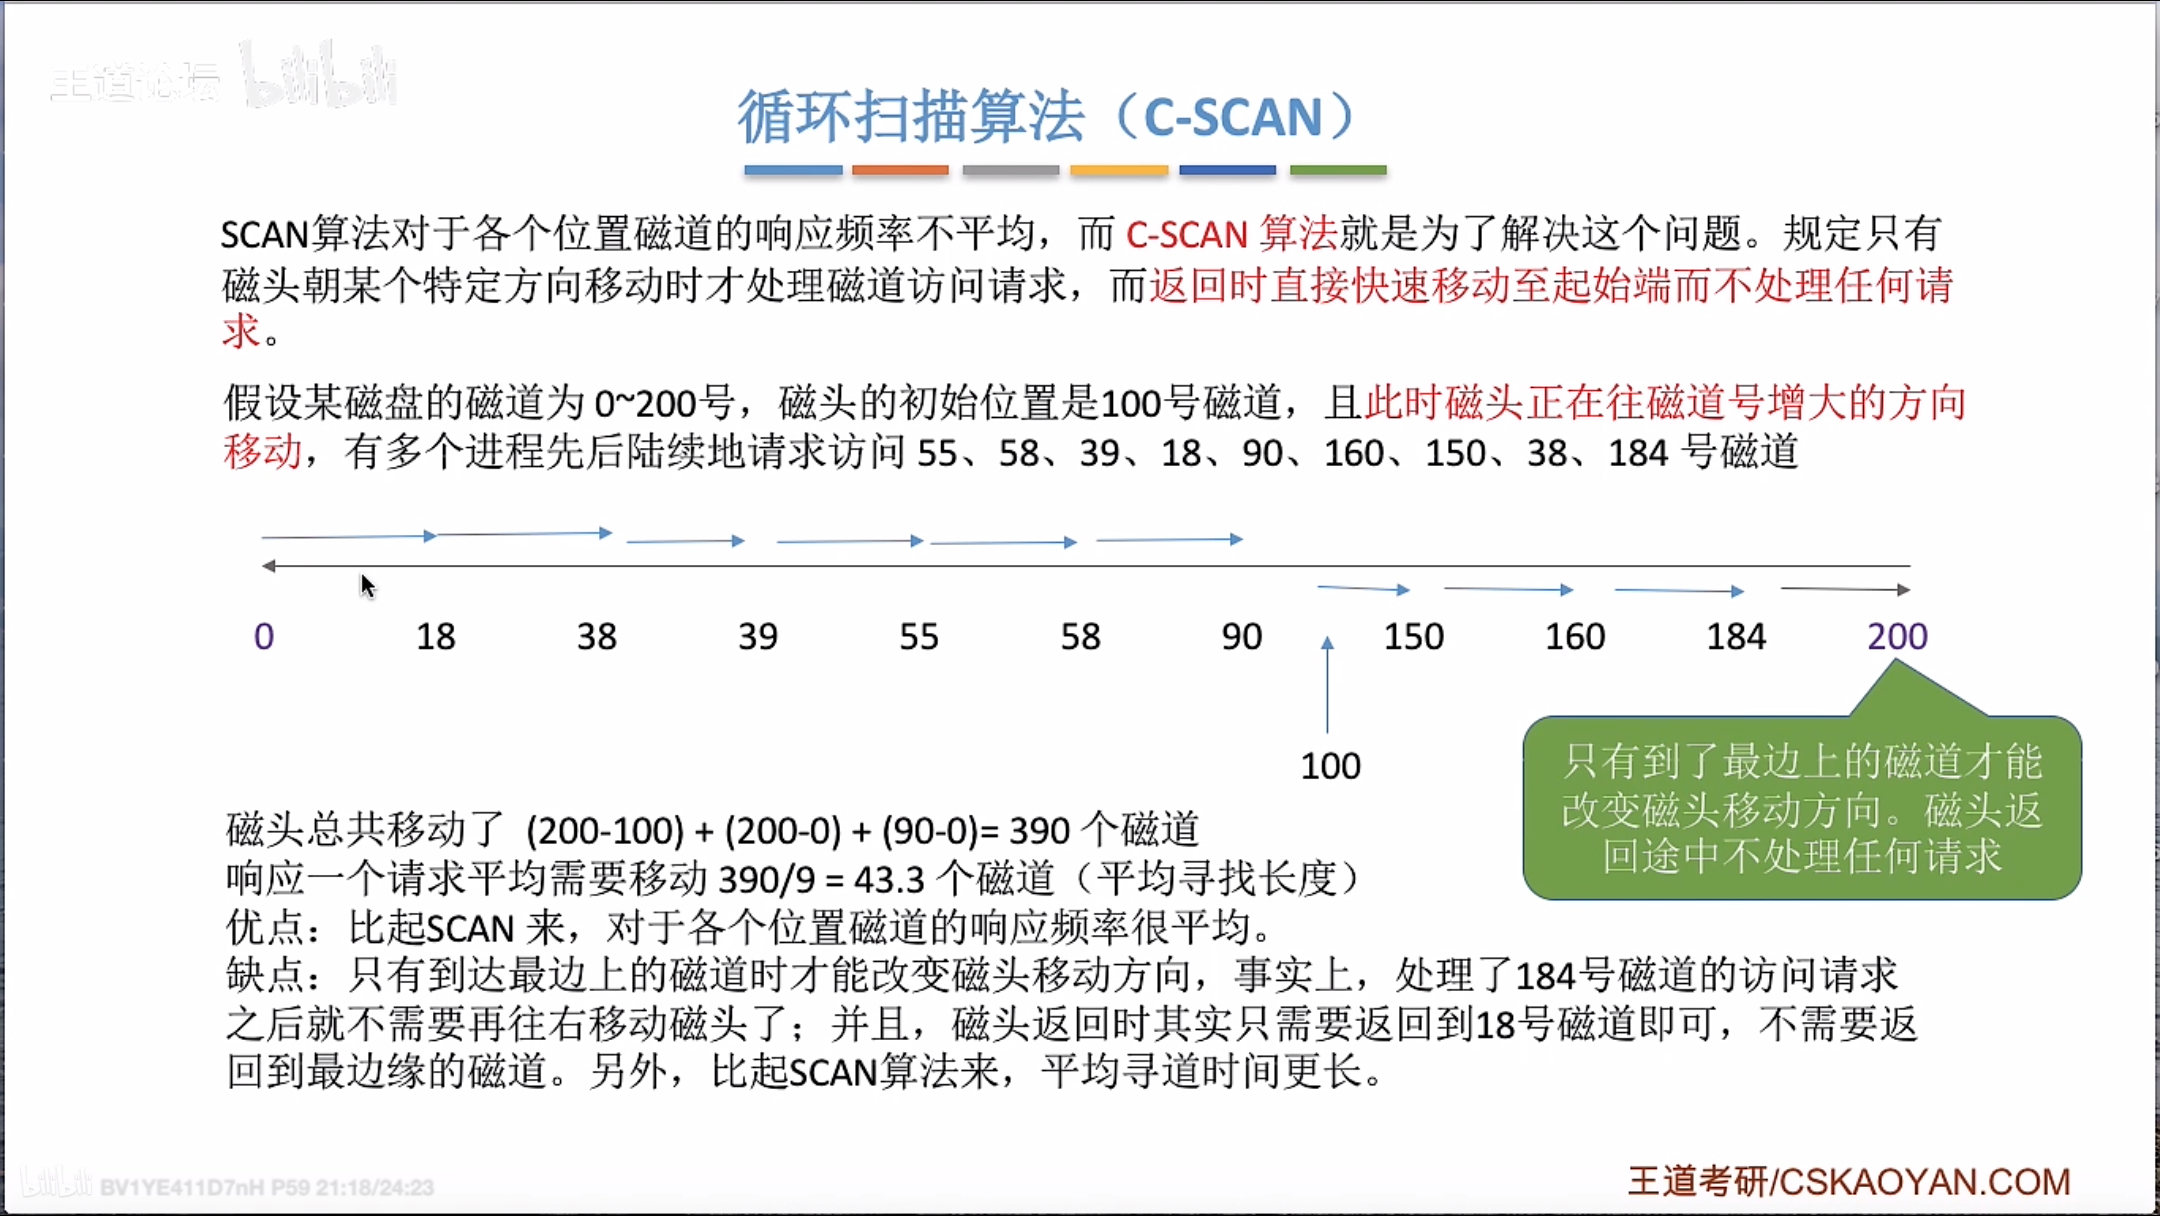 王道论坛 bilibili
循环扫描算法（C-SCAN）
SCAN算法对于各个位置磁道的响应频率不平均，而 C-SCAN 算法就是为了解决这个问题。规定只有
磁头朝某个特定方向移动时才处理磁道访问请求，而返回时直接快速移动至起始端而不处理任何请
求。
假设某磁盘的磁道为 0~200号，磁头的初始位置是100号磁道，且此时磁头正在往磁道号增大的方向
移动，有多个进程先后陆续地请求访问 55、58、39、18、90、160、150、38、184 号磁道
0 18 38 39 55 58 90 150 160 184 200
100
只有到了最边上的磁道才能
改变磁头移动方向。磁头返
回途中不处理任何请求
磁头总共移动了 (200-100) + (200-0) + (90-0)= 390 个磁道
响应一个请求平均需要移动 390/9 = 43.3 个磁道（平均寻找长度）
优点：比起SCAN 来，对于各个位置磁道的响应频率很平均。
缺点：只有到达最边上的磁道时才能改变磁头移动方向，事实上，处理了184号磁道的访问请求
之后就不需要再往右移动磁头了；并且，磁头返回时其实只需要返回到18号磁道即可，不需要返
回到最边缘的磁道。另外，比起SCAN算法来，平均寻道时间更长。
bilibili BV1YE411D7nH P59 21:18/24:23
王道考研/CSKAOYAN.COM